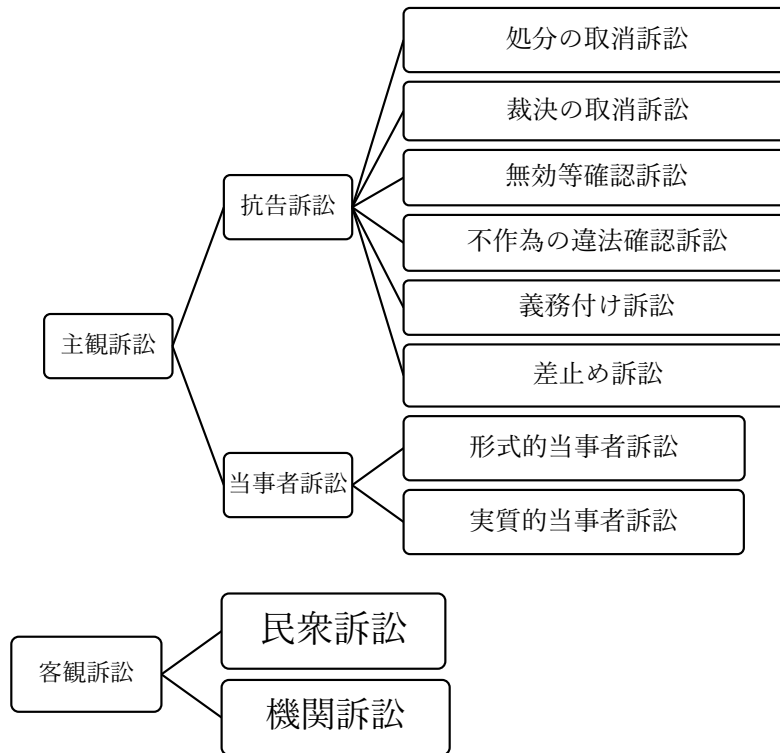 主観訴訟
抗告訴訟
処分の取消訴訟
裁決の取消訴訟
無効等確認訴訟
不作為の違法確認訴訟
義務付け訴訟
差止め訴訟
当事者訴訟
形式的当事者訴訟
実質的当事者訴訟
客観訴訟
民衆訴訟
機関訴訟